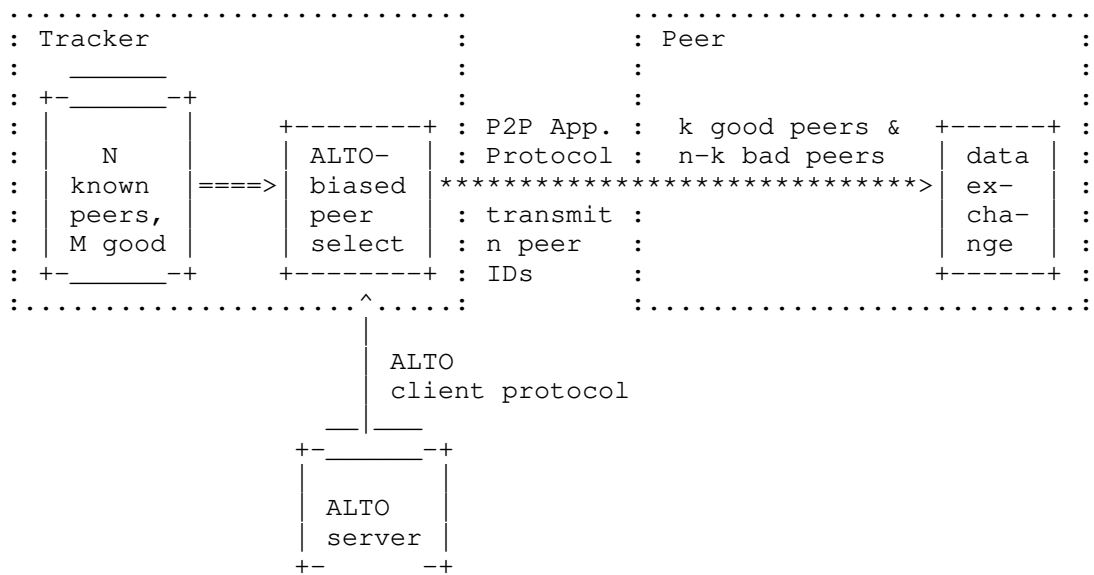 Tracker Peer
P2P App. k good peers &
N ALTO- Protocol n-k bad peers data
known biased ex-
peers, peer transmit cha-
M good select n peer nge
IDs
ALTO
client protocol
ALTO
server